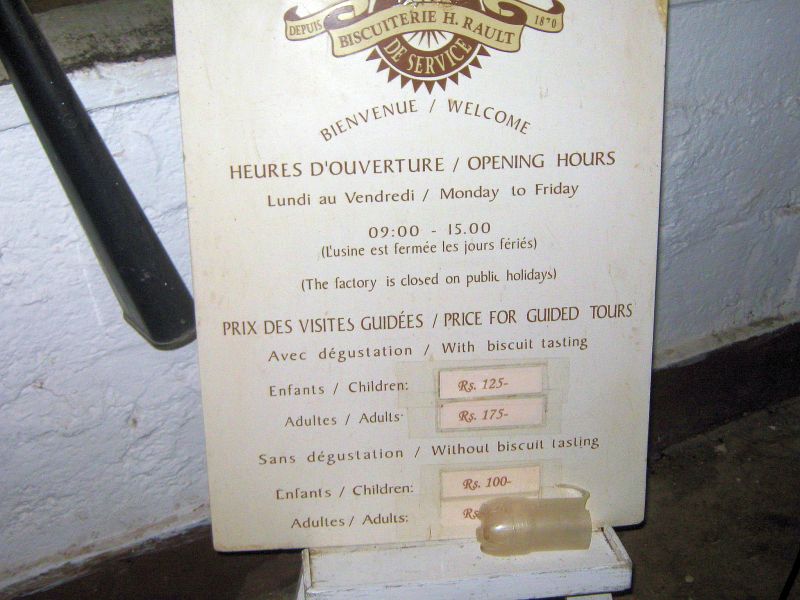 DEPUIS 1870
BISCUITERIE H. RAULT
DE SERVICE
BIENVENUE / WELCOME
HEURES D'OUVERTURE / OPENING HOURS
Lundi au Vendredi / Monday to Friday
09:00 - 15.00
(L'usine est fermée les jours fériés)
(The factory is closed on public holidays)
PRIX DES VISITES GUIDÉES / PRICE FOR GUIDED TOURS
Avec dégustation / With biscuit tasting
Enfants / Children: Rs. 125-
Adultes / Adults: Rs. 175-
Sans dégustation / Without biscuit tasting
Enfants / Children: Rs. 100-
Adultes / Adults: